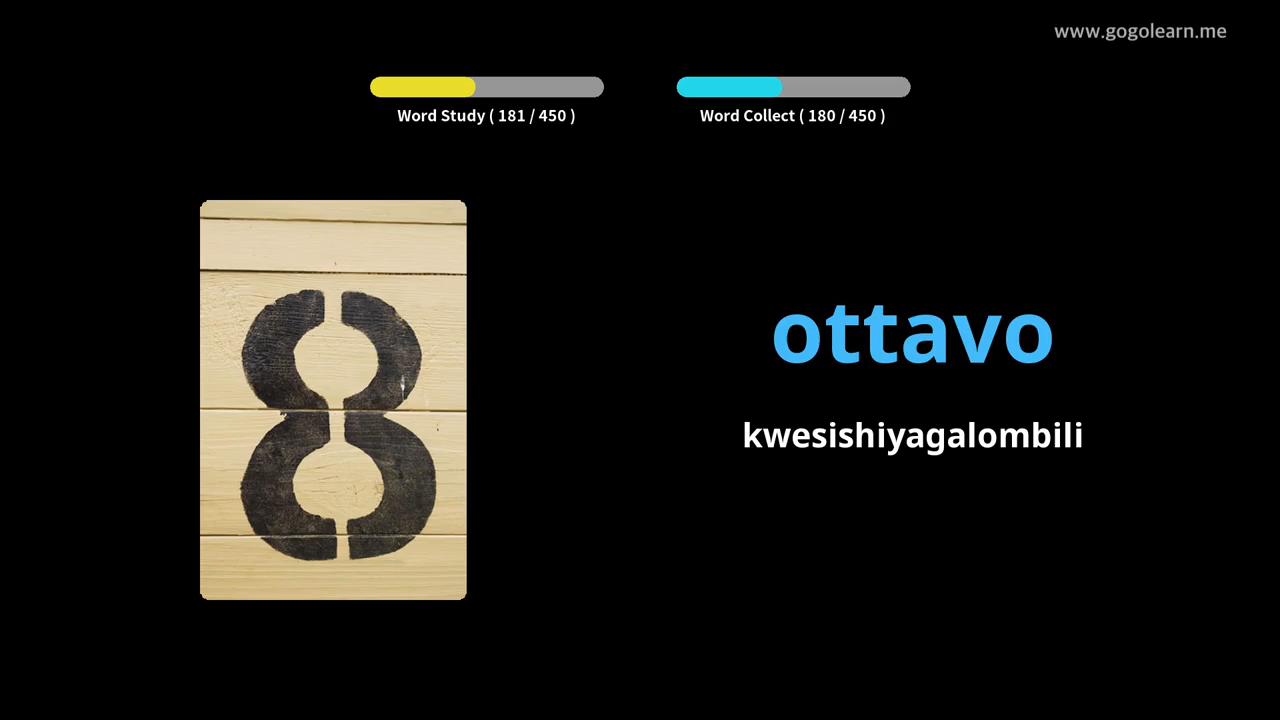 www.gogolearn.me
Word Study ( 181 / 450 )
Word Collect ( 180 / 450 )
8
ottavo
kwesishiyagalombili